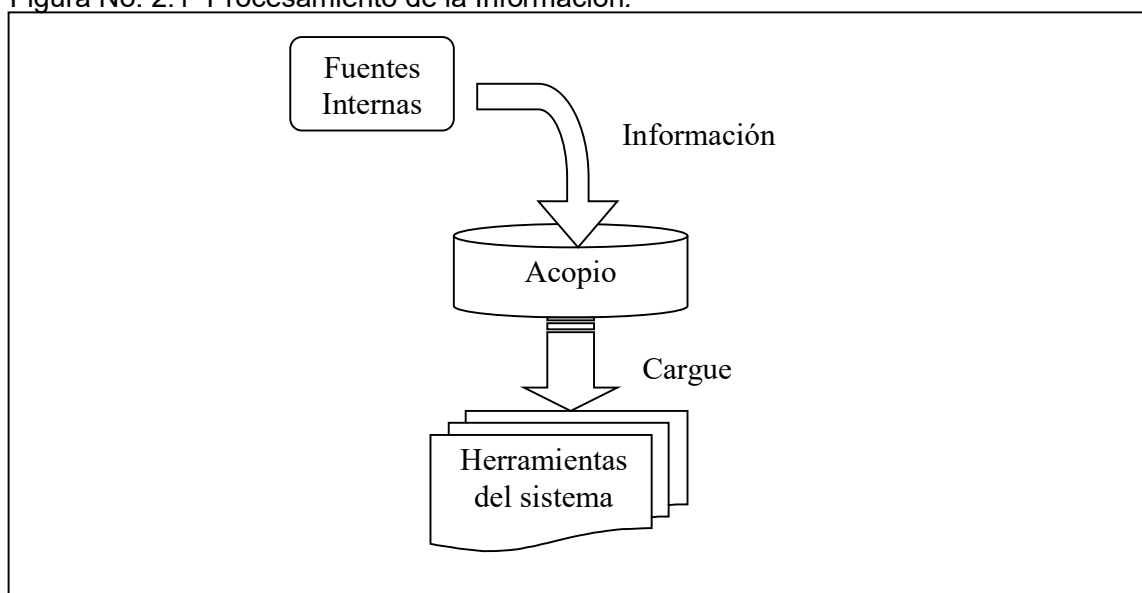 Figura No. 2.1 Procesamiento de la Información.
Fuentes
Internas
Información
Acopio
Cargue
Herramientas
del sistema